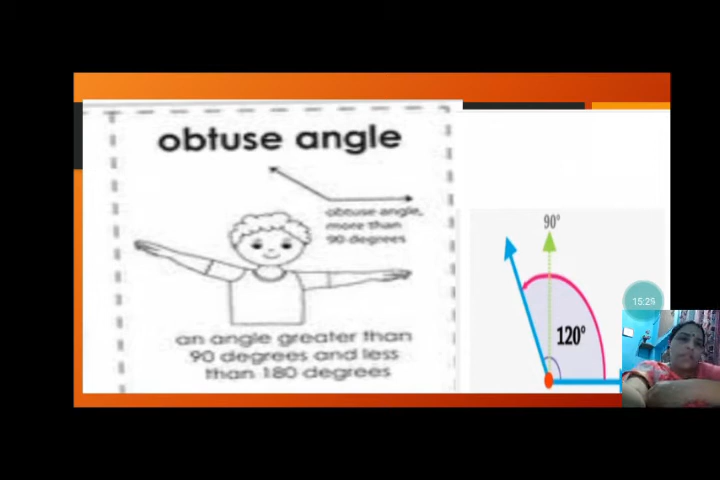 obtuse angle
obtuse angle,
more than
90 degrees
an angle greater than
90 degrees and less
than 180 degrees
90°
120°
15:29